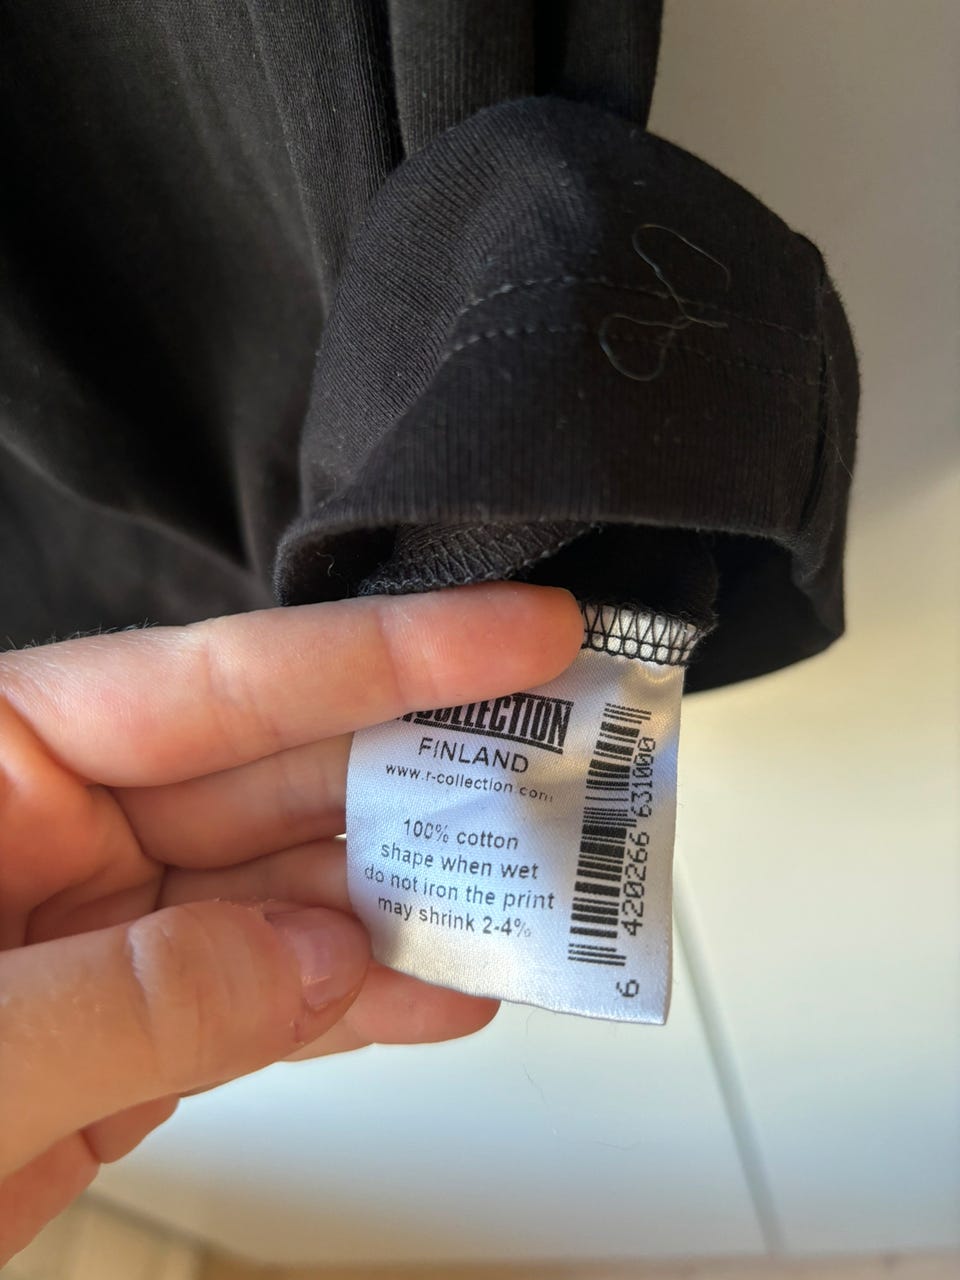 COLLECTION
FINLAND
www.r-collection.com
100% cotton
shape when wet
do not iron the print
may shrink 2-4%
6 420266 631000